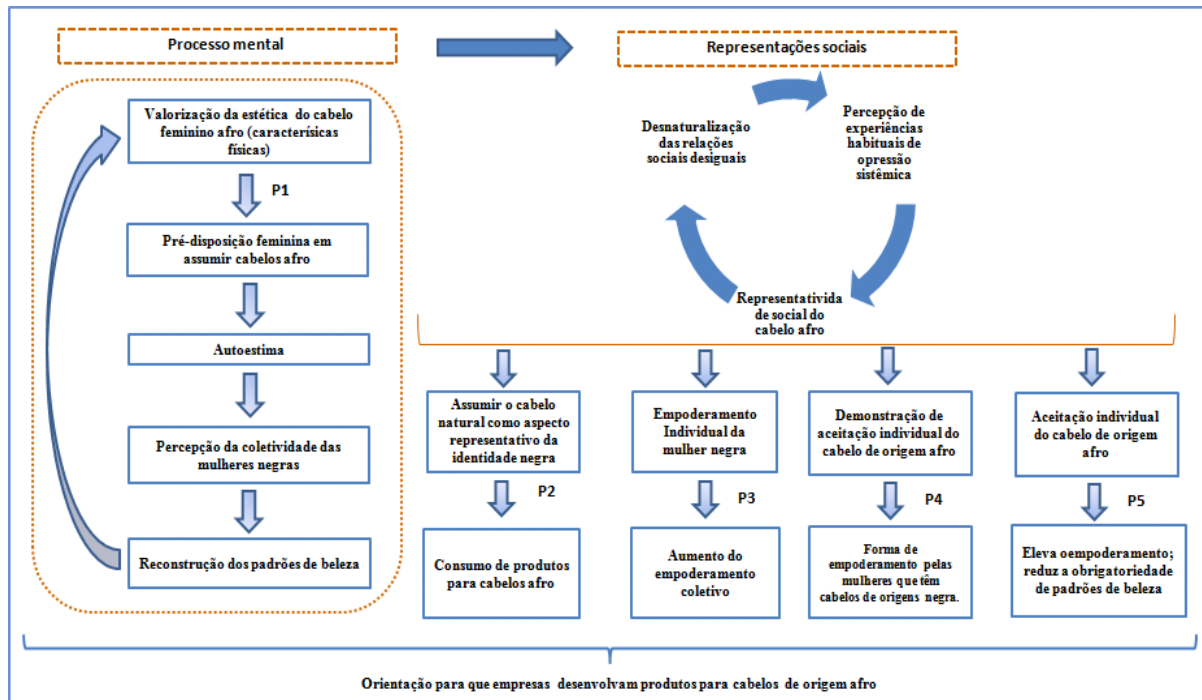 Processo mental
Representações sociais
Valorização da estética do cabelo
feminino afro (caracterísicas
físicas)
P1
Pré-disposição feminina em
assumir cabelos afro
Autoestima
Percepção da coletividade das
mulheres negras
Reconstrução dos padrões de beleza
Desnaturalização
das relações
sociais desiguais
Percepção de
experiências
habituais de
opressão
sistêmica
Representativida
de social do
cabelo afro
Assumir o cabelo
natural como aspecto
representativo da
identidade negra
P2
Consumo de produtos
para cabelos afro
Empoderamento
Individual da
mulher negra
P3
Aumento do
empoderamento
coletivo
Demonstração de
aceitação individual do
cabelo de origem afro
P4
Forma de
empoderamento pelas
mulheres que têm
cabelos de origens negra.
Aceitação individual
do cabelo de origem
afro
P5
Eleva oempoderamento;
reduz a obrigatoriedade
de padrões de beleza
Orientação para que empresas desenvolvam produtos para cabelos de origem afro